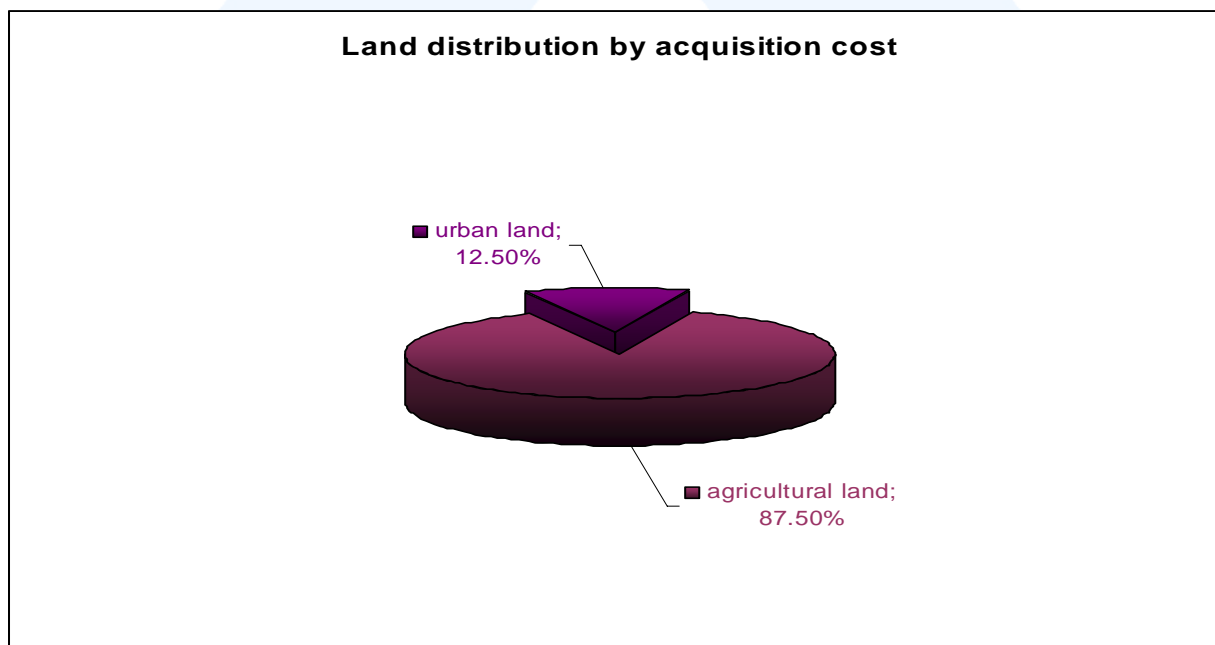 Land distribution by acquisition cost
urban land;
12.50%
agricultural land;
87.50%